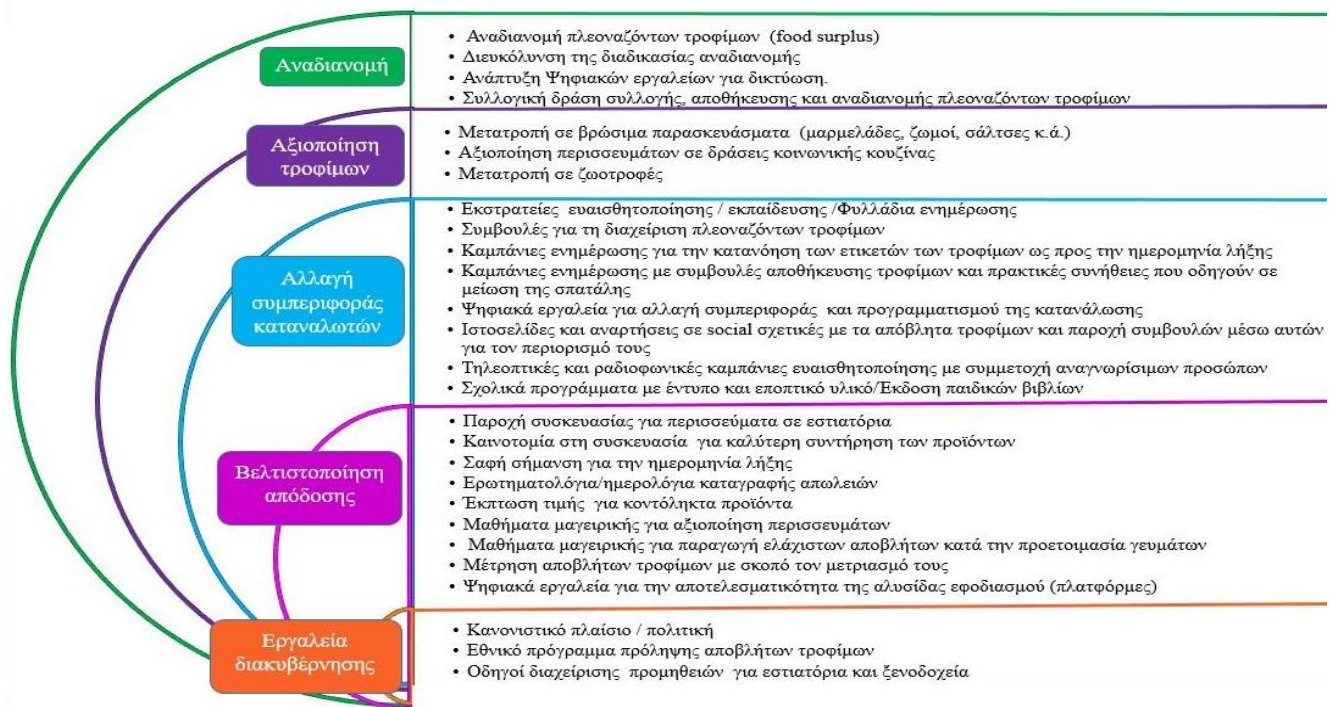 Αναδιανομή
• Αναδιανομή πλεοναζόντων τροφίμων (food surplus)
• Διευκόλυνση της διαδικασίας αναδιανομής
• Ανάπτυξη Ψηφιακών εργαλείων για δικτύωση.
• Συλλογική δράση συλλογής, αποθήκευσης και αναδιανομής πλεοναζόντων τροφίμων
Αξιοποίηση
τροφίμων
• Μετατροπή σε βρώσιμα παρασκευάσματα (μαρμελάδες, ζωμοί, σάλτσες κ.ά.)
• Αξιοποίηση περισσευμάτων σε δράσεις κοινωνικής κουζίνας
• Μετατροπή σε ζωοτροφές
Αλλαγή
συμπεριφοράς
καταναλωτών
• Εκστρατείες ευαισθητοποίησης / εκπαίδευσης /Φυλλάδια ενημέρωσης
• Συμβουλές για τη διαχείριση πλεοναζόντων τροφίμων
• Καμπάνιες ενημέρωσης για την κατανόηση των ετικετών των τροφίμων ως προς την ημερομηνία λήξης
• Καμπάνιες ενημέρωσης με συμβουλές αποθήκευσης τροφίμων και πρακτικές συνήθειες που οδηγούν σε
μείωση της σπατάλης
• Ψηφιακά εργαλεία για αλλαγή συμπεριφοράς και προγραμματισμού της κατανάλωσης
• Ιστοσελίδες και αναρτήσεις σε social σχετικές με τα απόβλητα τροφίμων και παροχή συμβουλών μέσω αυτών
για τον περιορισμό τους
• Τηλεοπτικές και ραδιοφωνικές καμπάνιες ευαισθητοποίησης με συμμετοχή αναγνωρίσιμων προσώπων
• Σχολικά προγράμματα με έντυπο και εποπτικό υλικό/Έκδοση παιδικών βιβλίων
Βελτιστοποίηση
απόδοσης
• Παροχή συσκευασίας για περισσεύματα σε εστιατόρια
• Καινοτομία στη συσκευασία για καλύτερη συντήρηση των προϊόντων
• Σαφή σήμανση για την ημερομηνία λήξης
• Ερωτηματολόγια/ημερολόγια καταγραφής απωλειών
• Έκπτωση τιμής για κοντόληκτα προϊόντα
• Μαθήματα μαγειρικής για αξιοποίηση περισσευμάτων
• Μαθήματα μαγειρικής για παραγωγή ελάχιστων αποβλήτων κατά την προετοιμασία γευμάτων
• Μέτρηση αποβλήτων τροφίμων με σκοπό τον μετριασμό τους
• Ψηφιακά εργαλεία για την αποτελεσματικότητα της αλυσίδας εφοδιασμού (πλατφόρμες)
Εργαλεία
διακυβέρνησης
• Κανονιστικό πλαίσιο / πολιτική
• Εθνικό πρόγραμμα πρόληψης αποβλήτων τροφίμων
• Οδηγοί διαχείρισης προμηθειών για εστιατόρια και ξενοδοχεία